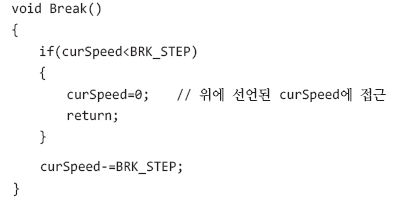 void Break()
{
    if(curSpeed<BRK_STEP)
    {
        curSpeed=0;    // 위에 선언된 curSpeed에 접근
        return;
    }
    curSpeed-=BRK_STEP;
}